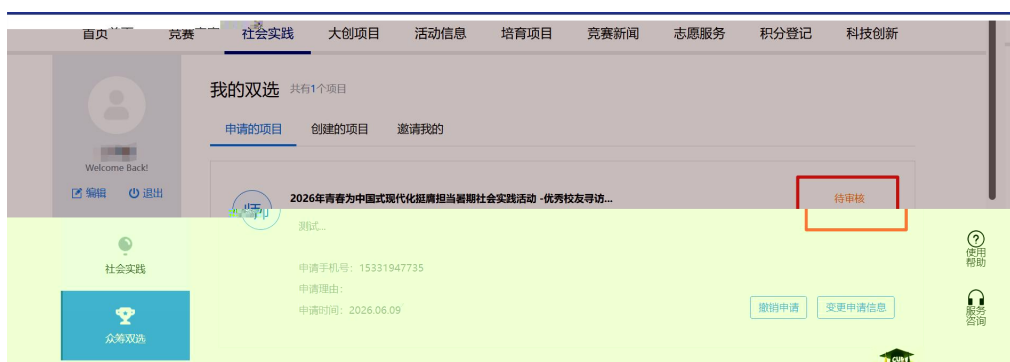 首页 竞赛 社会实践 大创项目 活动信息 培育项目 竞赛新闻 志愿服务 积分登记 科技创新
我的双选 共有1个项目
申请的项目 创建的项目 邀请我的
Welcome Back!
编辑 退出
师
2026年青春为中国式现代化挺膺担当暑期社会实践活动 -优秀校友寻访...
待审核
测试...
社会实践
申请手机号：15331947735
申请理由：
申请时间：2026.06.09
撤销申请 变更申请信息
众筹双选
使用
帮助
服务
咨询